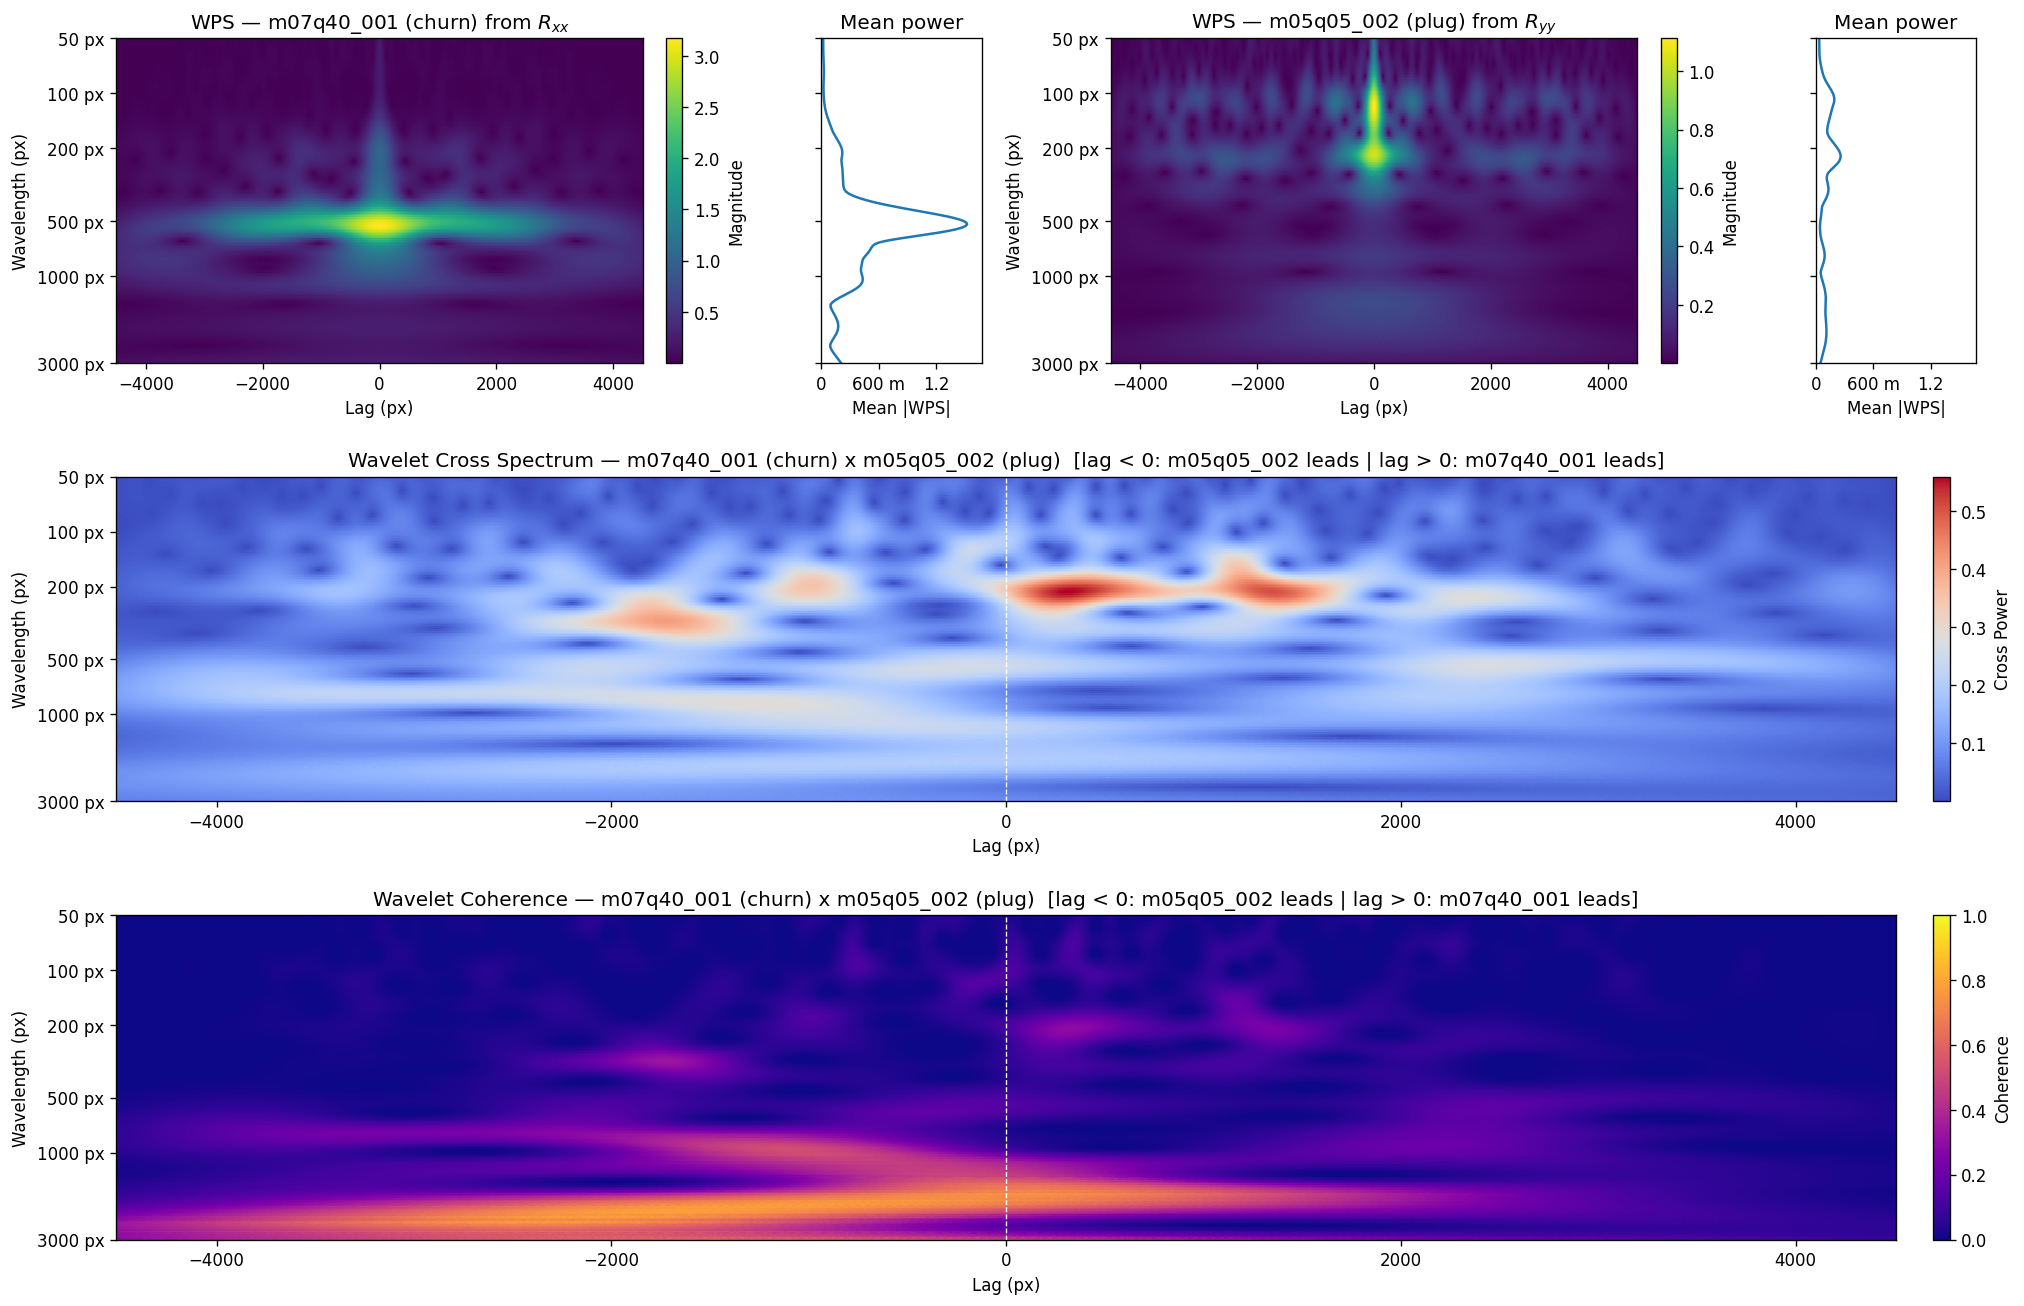 WPS — m07q40_001 (churn) from Rxx
Mean power
WPS — m05q05_002 (plug) from Ryy
Mean power
50 px
100 px
200 px
500 px
1000 px
3000 px
Wavelength (px)
−4000 −2000 0 2000 4000
Lag (px)
3.0
2.5
2.0
1.5
1.0
0.5
Magnitude
0 600 m 1.2
Mean |WPS|
50 px
100 px
200 px
500 px
1000 px
3000 px
Wavelength (px)
−4000 −2000 0 2000 4000
Lag (px)
1.0
0.8
0.6
0.4
0.2
Magnitude
0 600 m 1.2
Mean |WPS|
Wavelet Cross Spectrum — m07q40_001 (churn) x m05q05_002 (plug) [lag < 0: m05q05_002 leads | lag > 0: m07q40_001 leads]
50 px
100 px
200 px
500 px
1000 px
3000 px
Wavelength (px)
−4000 −2000 0 2000 4000
Lag (px)
0.5
0.4
0.3
0.2
0.1
Cross Power
Wavelet Coherence — m07q40_001 (churn) x m05q05_002 (plug) [lag < 0: m05q05_002 leads | lag > 0: m07q40_001 leads]
50 px
100 px
200 px
500 px
1000 px
3000 px
Wavelength (px)
−4000 −2000 0 2000 4000
Lag (px)
1.0
0.8
0.6
0.4
0.2
0.0
Coherence